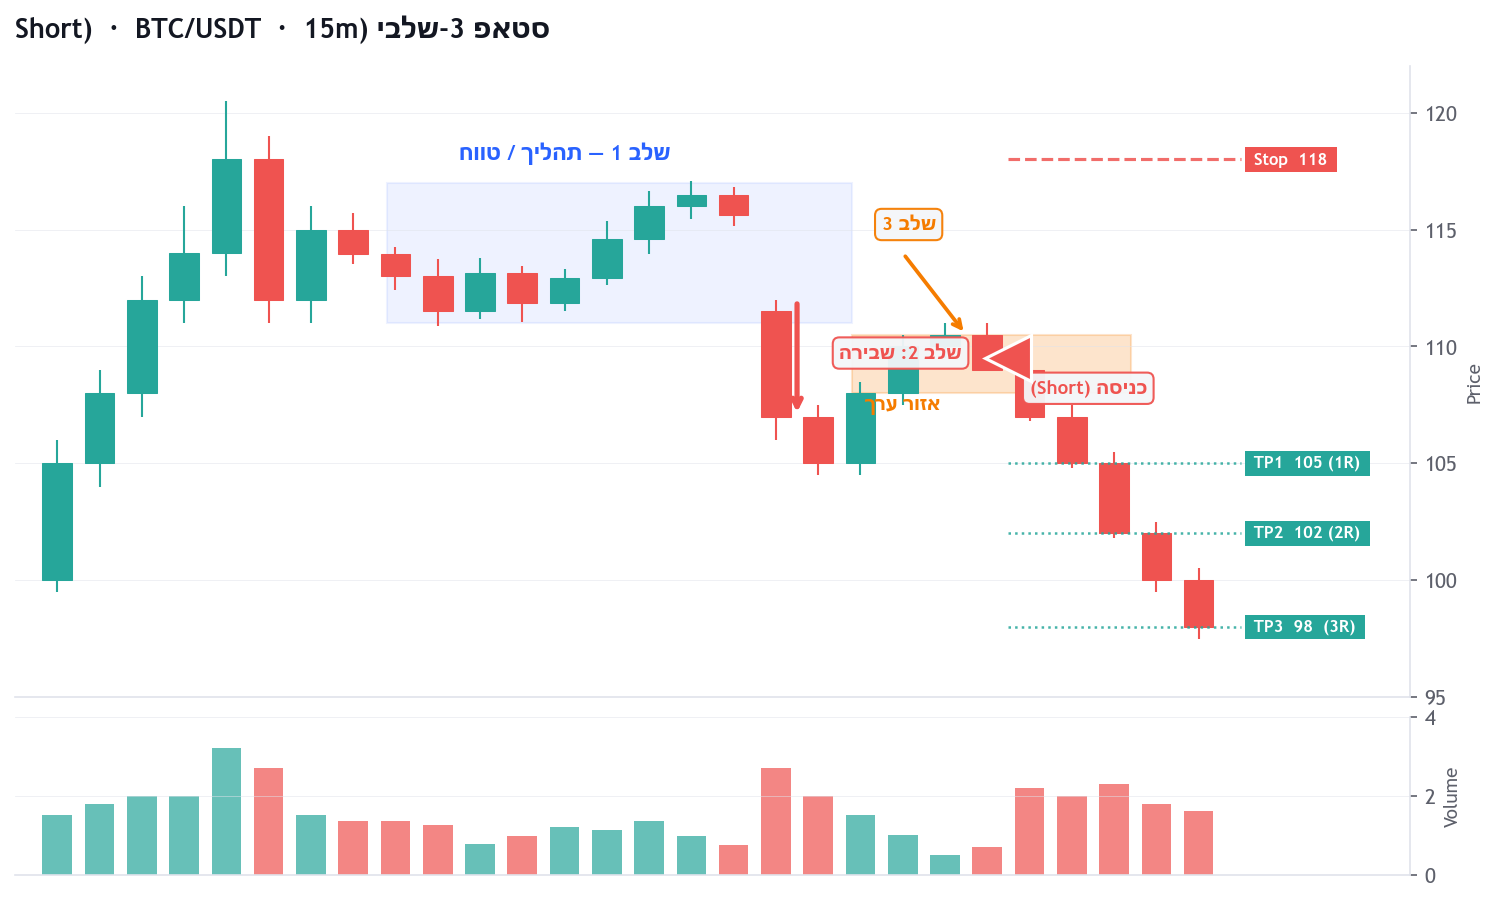 סטאפ 3-שלבי (Short)  ·  BTC/USDT  ·  15m
שלב 1 – תהליך / טווח
Stop 118
שלב 3
שלב 2: שבירה
כניסה (Short)
אזור ערך
TP1 105 (1R)
TP2 102 (2R)
TP3 98 (3R)
120
115
110
105
100
95
Price
4
2
0
Volume